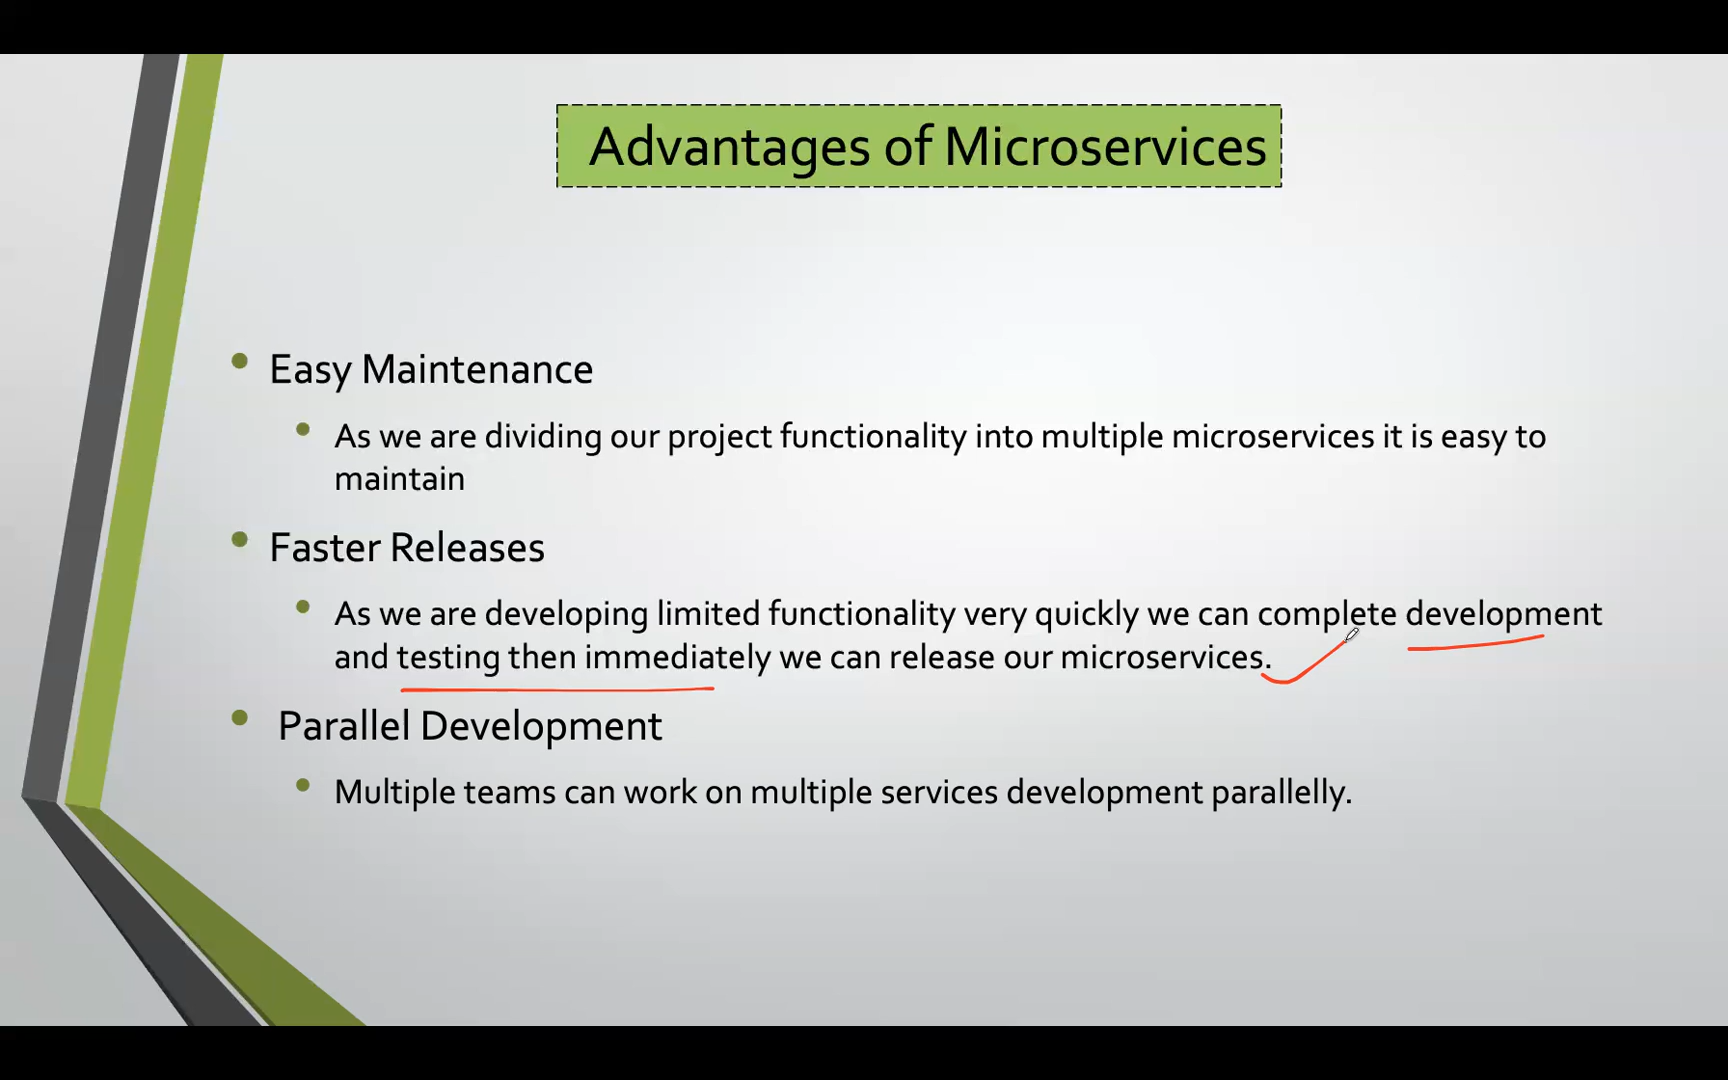 Advantages of Microservices
Easy Maintenance
As we are dividing our project functionality into multiple microservices it is easy to
maintain
Faster Releases
As we are developing limited functionality very quickly we can complete development
and testing then immediately we can release our microservices.
Parallel Development
Multiple teams can work on multiple services development parallelly.